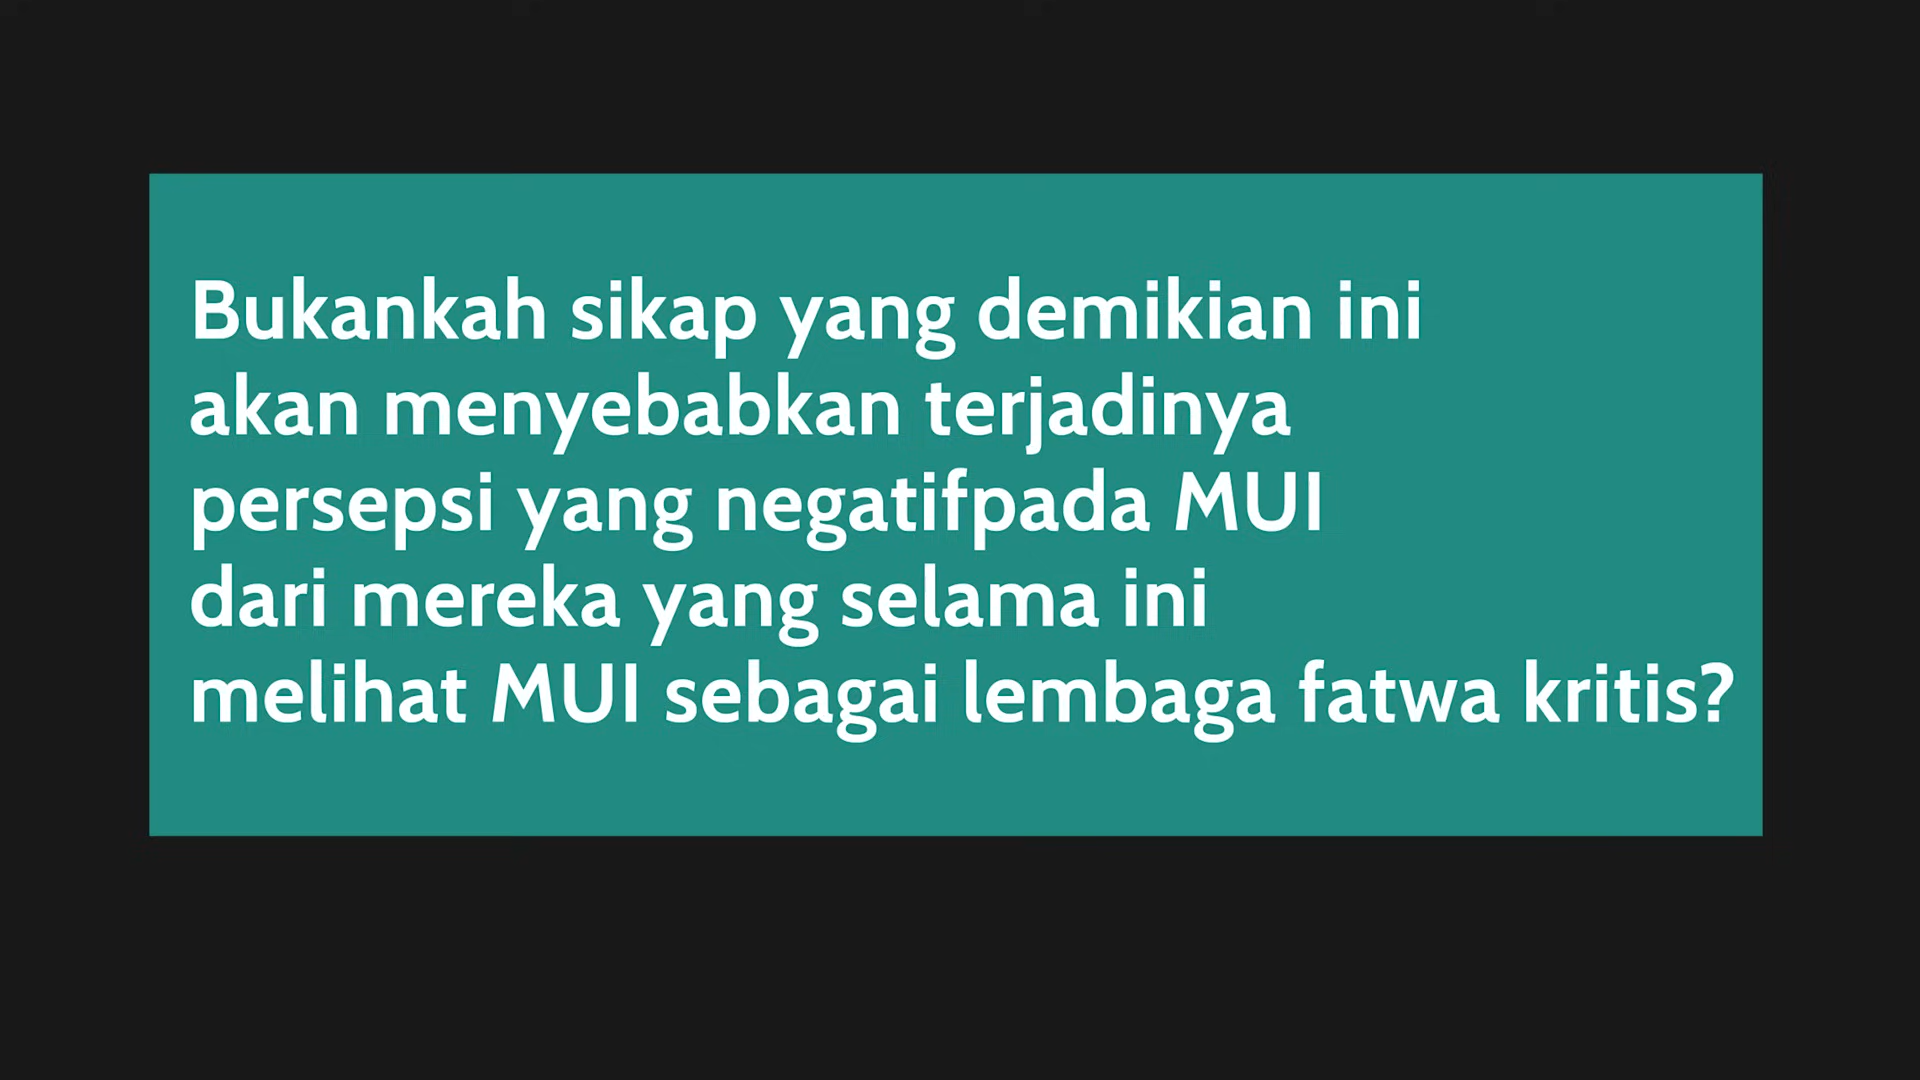 Bukankah sikap yang demikian ini
akan menyebabkan terjadinya
persepsi yang negatifpada MUI
dari mereka yang selama ini
melihat MUI sebagai lembaga fatwa kritis?